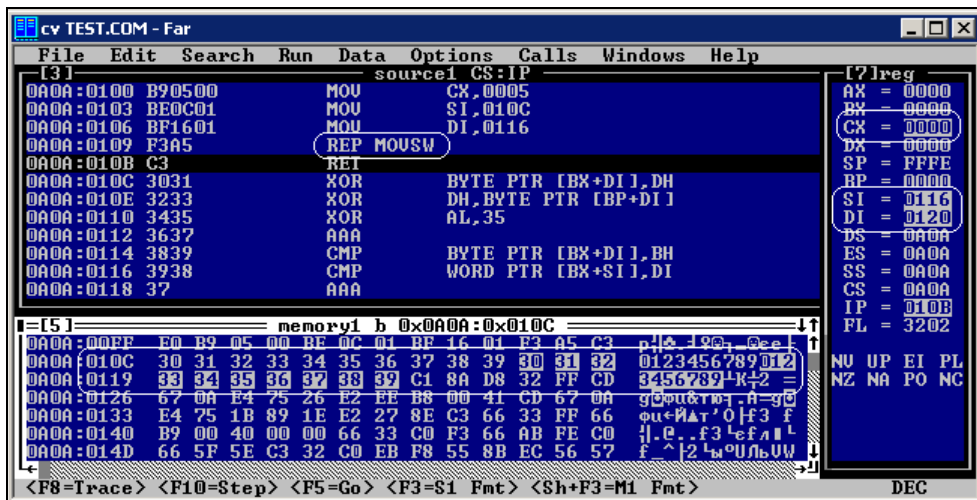 cv TEST.COM - Far
File Edit Search Run Data Options Calls Windows Help
[3] source1 CS:IP [7]reg
0A0A:0100 B90500 MOV CX,0005 AX = 0000
0A0A:0103 BE0C01 MOV SI,010C BX = 0000
0A0A:0106 BF1601 MOV DI,0116 CX = 0000
0A0A:0109 F3A5 REP MOVSW DX = 0000
0A0A:010B C3 RET SP = FFFE
0A0A:010C 3031 XOR BYTE PTR [BX+DI],DH BP = 0000
0A0A:010E 3233 XOR DH,BYTE PTR [BP+DI] SI = 0116
0A0A:0110 3435 XOR AL,35 DI = 0120
0A0A:0112 3637 AAA DS = 0A0A
0A0A:0114 3839 CMP BYTE PTR [BX+DI],BH ES = 0A0A
0A0A:0116 3938 CMP WORD PTR [BX+SI],DI SS = 0A0A
0A0A:0118 37 AAA CS = 0A0A
IP = 010B
[5] memory1 b 0x0A0A:0x010C FL = 3202
0A0A:00FF E0 B9 05 00 BE 0C 01 BF 16 01 F3 A5 C3
0A0A:010C 30 31 32 33 34 35 36 37 38 39 30 31 32 0123456789012 NV UP EI PL
0A0A:0119 33 34 35 36 37 38 39 C1 8A D8 32 FF CD 3456789┴К╪2 = NZ NA PO NC
0A0A:0126 67 0A E4 75 26 E2 EE B8 00 41 CD 67 0A
0A0A:0133 E4 75 1B 89 1E E2 27 8E C3 66 33 FF 66
0A0A:0140 B9 00 40 00 00 66 33 C0 F3 66 AB FE C0
0A0A:014D 66 5F 5E C3 32 C0 EB F8 55 8B EC 56 57
<F8=Trace> <F10=Step> <F5=Go> <F3=S1 Fmt> <Sh+F3=M1 Fmt> DEC